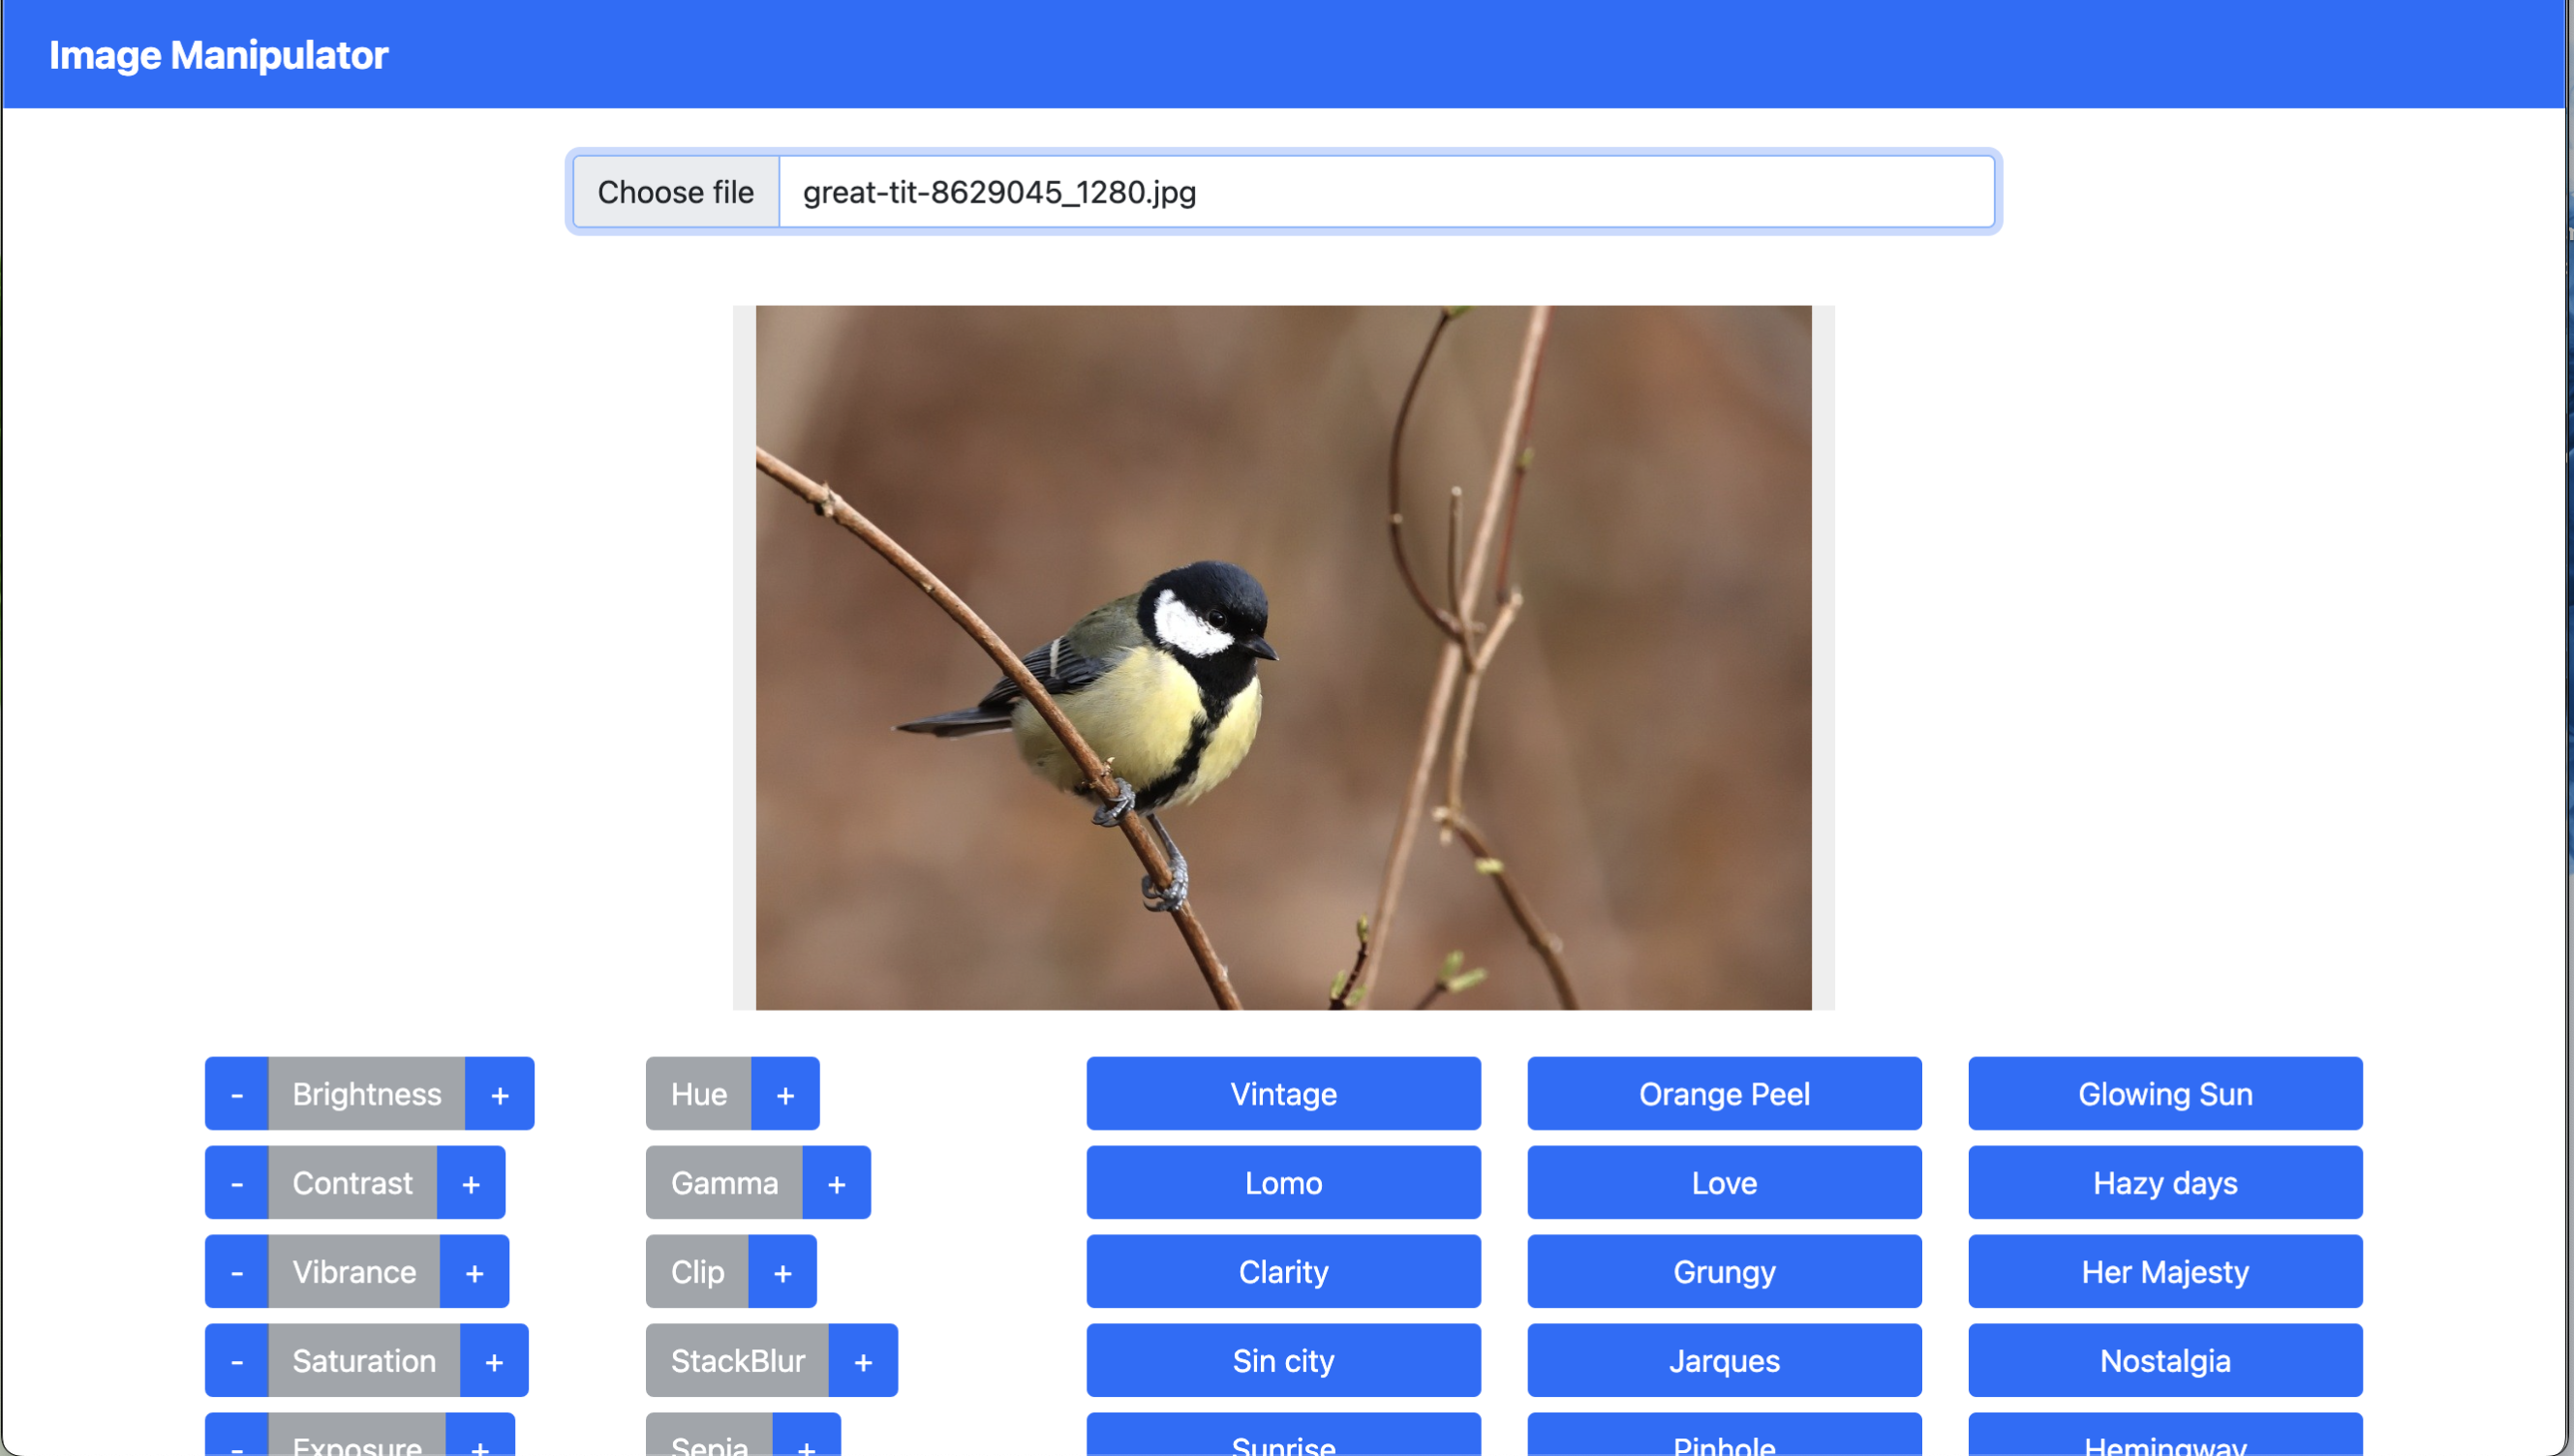 Image Manipulator
Choose file great-tit-8629045_1280.jpg
- Brightness + Hue + Vintage Orange Peel Glowing Sun
- Contrast + Gamma + Lomo Love Hazy days
- Vibrance + Clip + Clarity Grungy Her Majesty
- Saturation + StackBlur + Sin city Jarques Nostalgia
- Exposure + Sepia + Sunrise Pinhole Hemingway